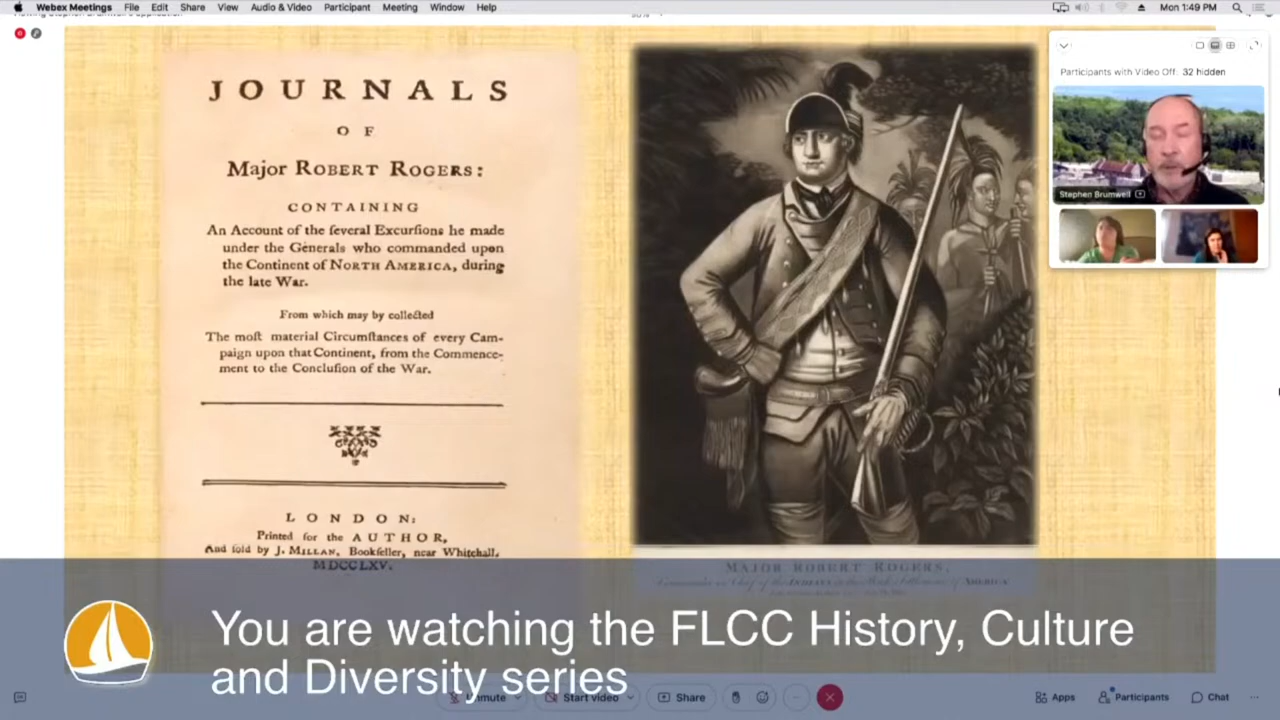 Webex Meetings File Edit Share View Audio & Video Participant Meeting Window Help Mon 1:49 PM
Participants with Video Off: 32 hidden
Stephen Brumwell
JOURNALS
OF
Major ROBERT ROGERS:
CONTAINING
An Account of the ſeveral Excurſions he made
under the Generals who commanded upon
the Continent of NORTH AMERICA, during
the late War.
From which may by collected
The moſt material Circumſtances of every Cam-
paign upon that Continent, from the Commence-
ment to the Concluſion of the War.
LONDON:
Printed for the AUTHOR,
And ſold by J. MILLAN, Bookſeller, near Whitehall.
MDCCLXV.
MAJOR ROBERT ROGERS,
You are watching the FLCC History, Culture
and Diversity series
Unmute Start video Share Apps Participants Chat